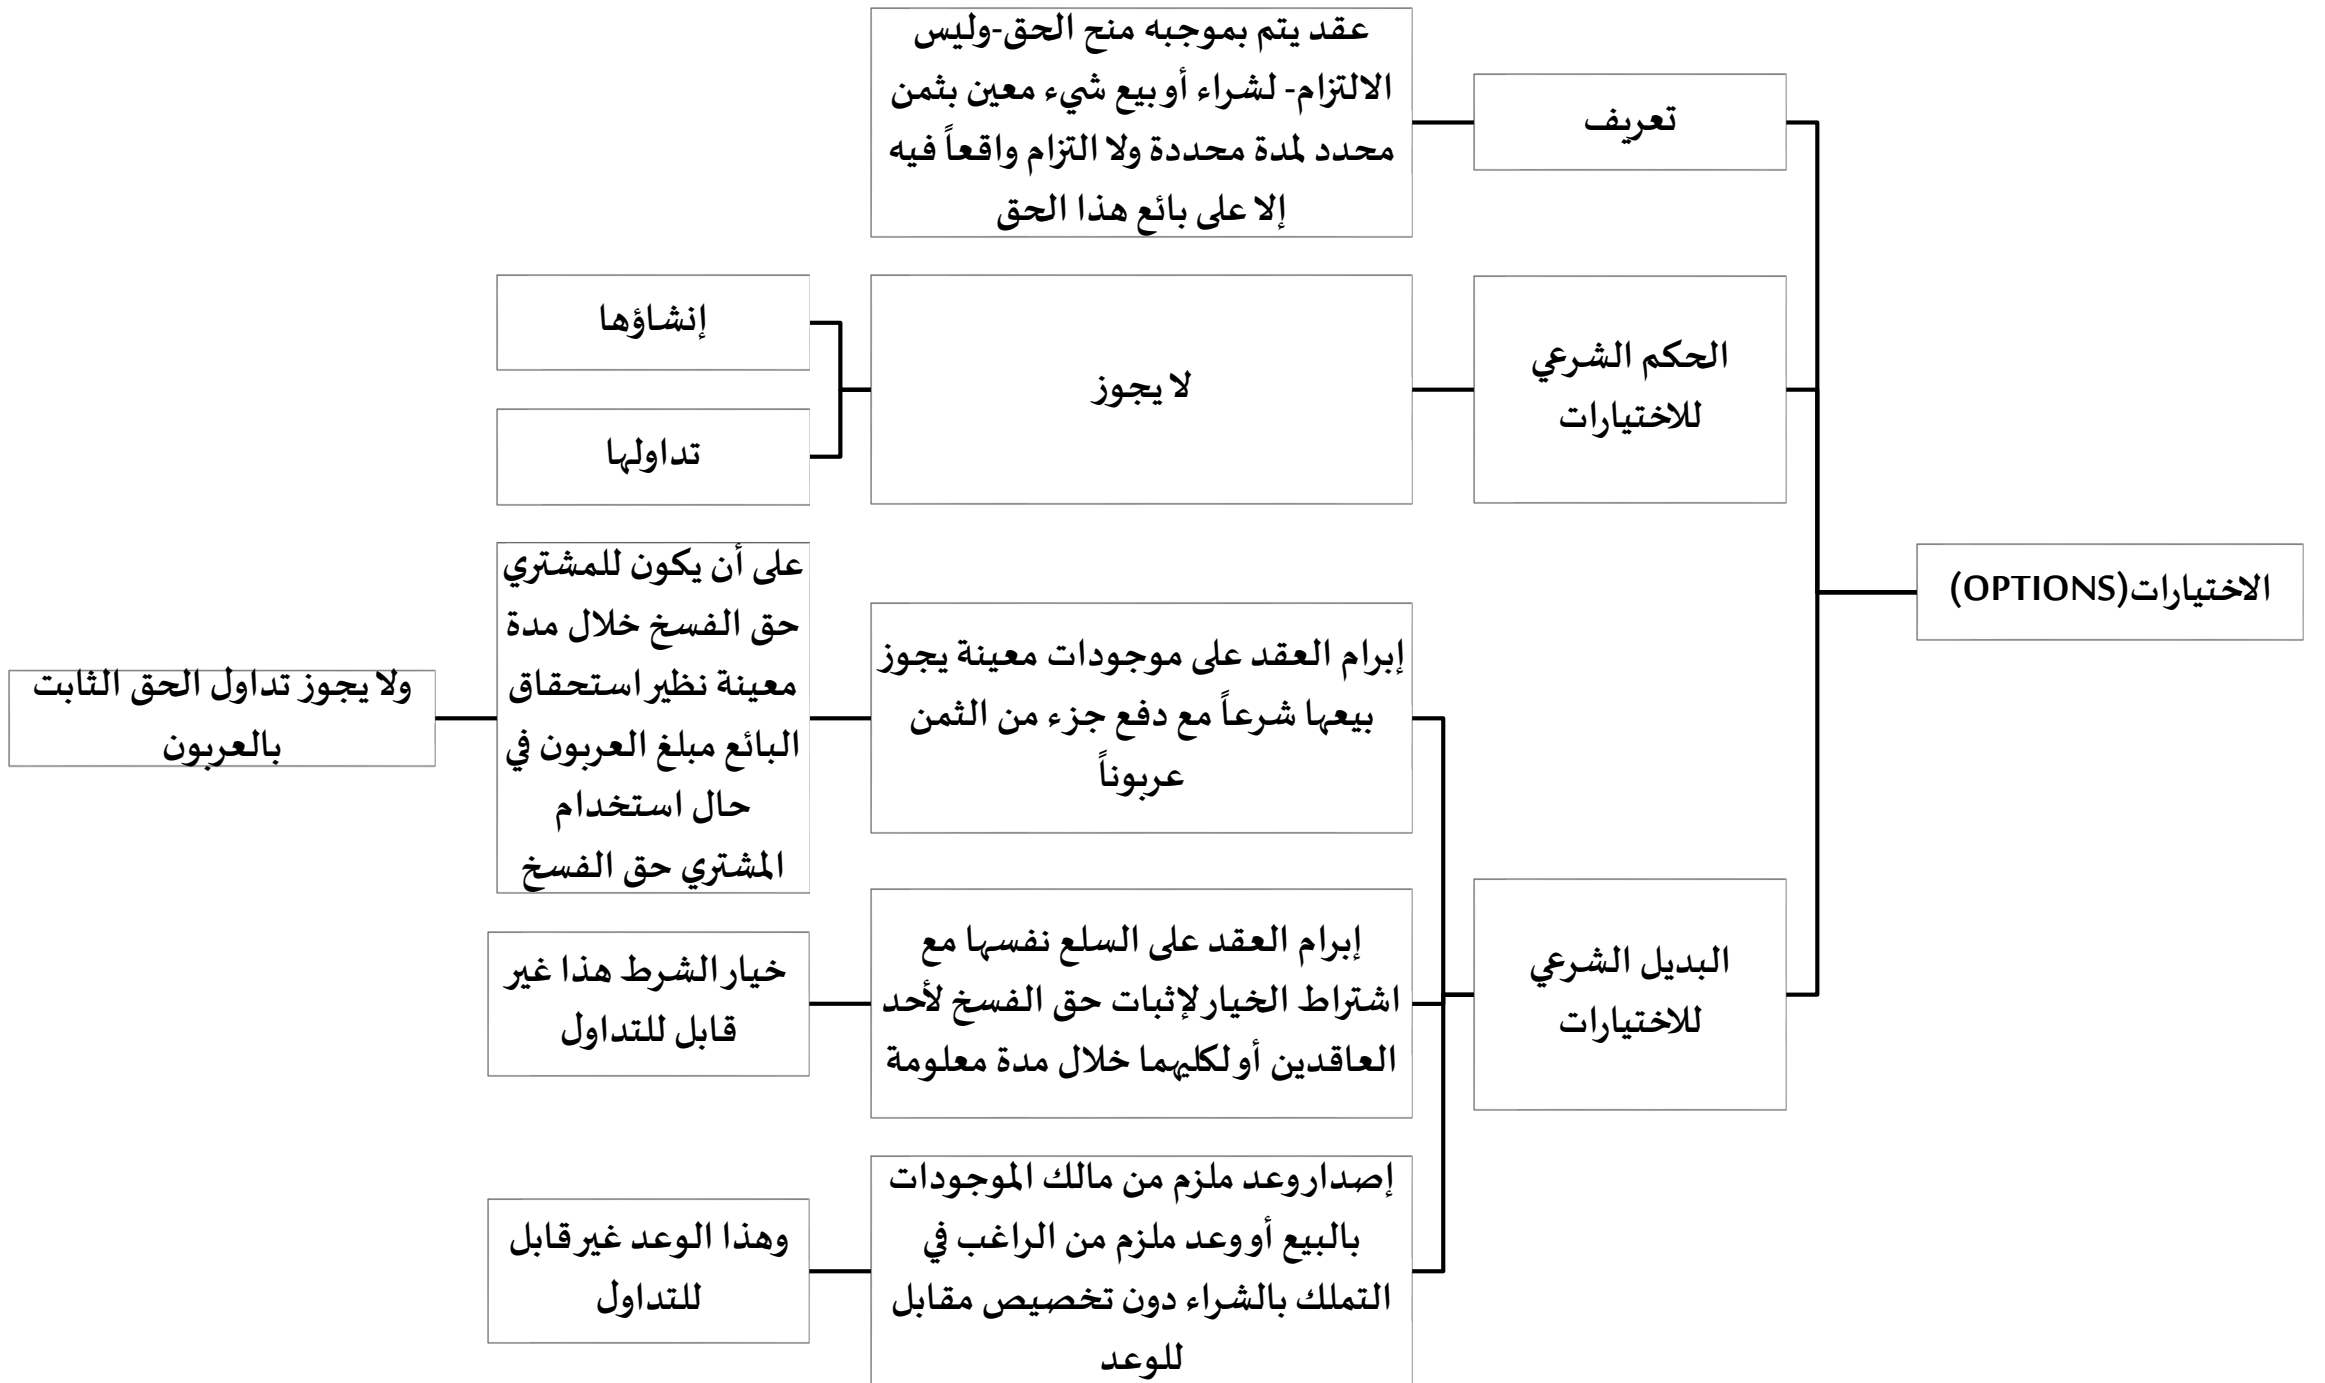 الاختيارات(OPTIONS)
تعريف
عقد يتم بموجبه منح الحق-وليس
الالتزام- لشراء أو بيع شيء معين بثمن
محدد لمدة محددة ولا التزام واقعاً فيه
إلا على بائع هذا الحق
الحكم الشرعي
للاختيارات
لا يجوز
إنشاؤها
تداولها
البديل الشرعي
للاختيارات
إبرام العقد على موجودات معينة يجوز
بيعها شرعاً مع دفع جزء من الثمن
عربوناً
على أن يكون للمشتري
حق الفسخ خلال مدة
معينة نظير استحقاق
البائع مبلغ العربون في
حال استخدام
المشتري حق الفسخ
ولا يجوز تداول الحق الثابت
بالعربون
إبرام العقد على السلع نفسها مع
اشتراط الخيار لإثبات حق الفسخ لأحد
العاقدين أو لكليهما خلال مدة معلومة
خيار الشرط هذا غير
قابل للتداول
إصدار وعد ملزم من مالك الموجودات
بالبيع أو وعد ملزم من الراغب في
التملك بالشراء دون تخصيص مقابل
للوعد
وهذا الوعد غير قابل
للتداول